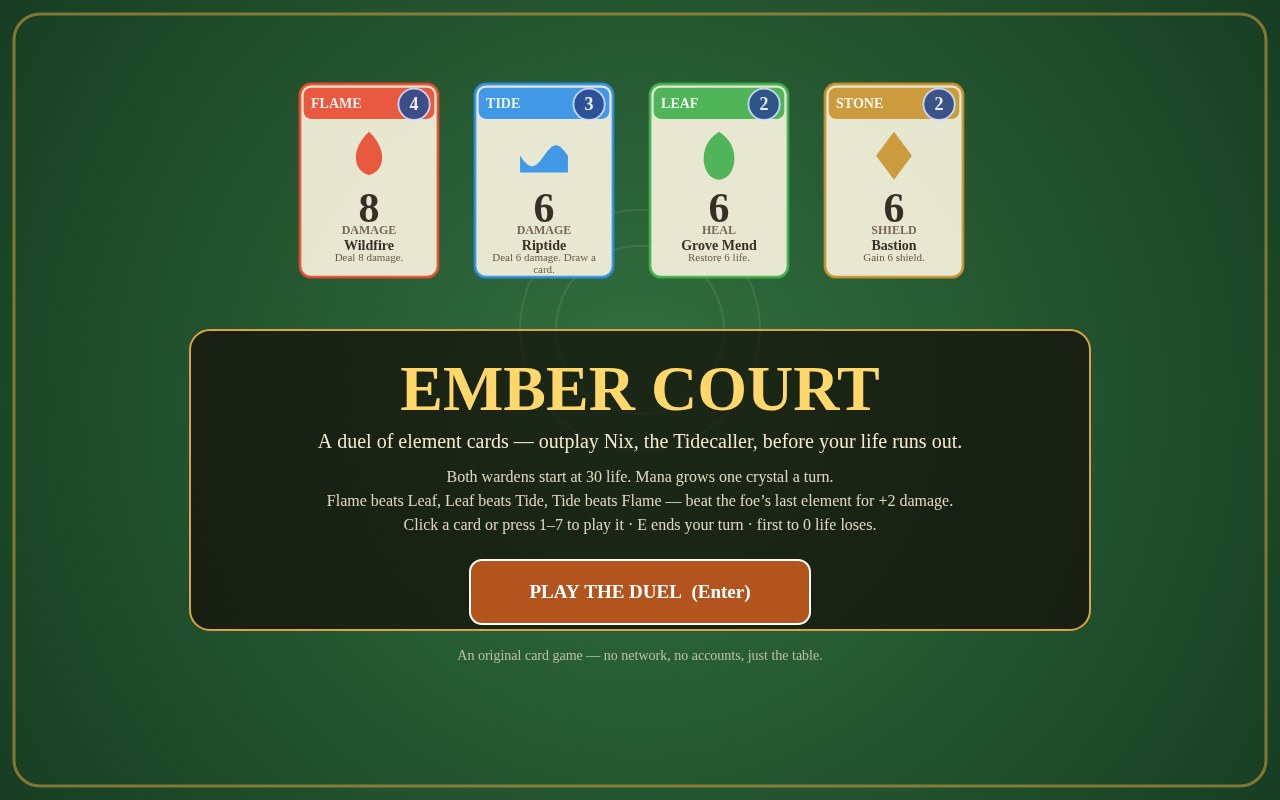 FLAME 4
8
DAMAGE
Wildfire
Deal 8 damage.
TIDE 3
6
DAMAGE
Riptide
Deal 6 damage. Draw a
card.
LEAF 2
6
HEAL
Grove Mend
Restore 6 life.
STONE 2
6
SHIELD
Bastion
Gain 6 shield.
EMBER COURT
A duel of element cards — outplay Nix, the Tidecaller, before your life runs out.
Both wardens start at 30 life. Mana grows one crystal a turn.
Flame beats Leaf, Leaf beats Tide, Tide beats Flame — beat the foe’s last element for +2 damage.
Click a card or press 1–7 to play it · E ends your turn · first to 0 life loses.
PLAY THE DUEL (Enter)
An original card game — no network, no accounts, just the table.